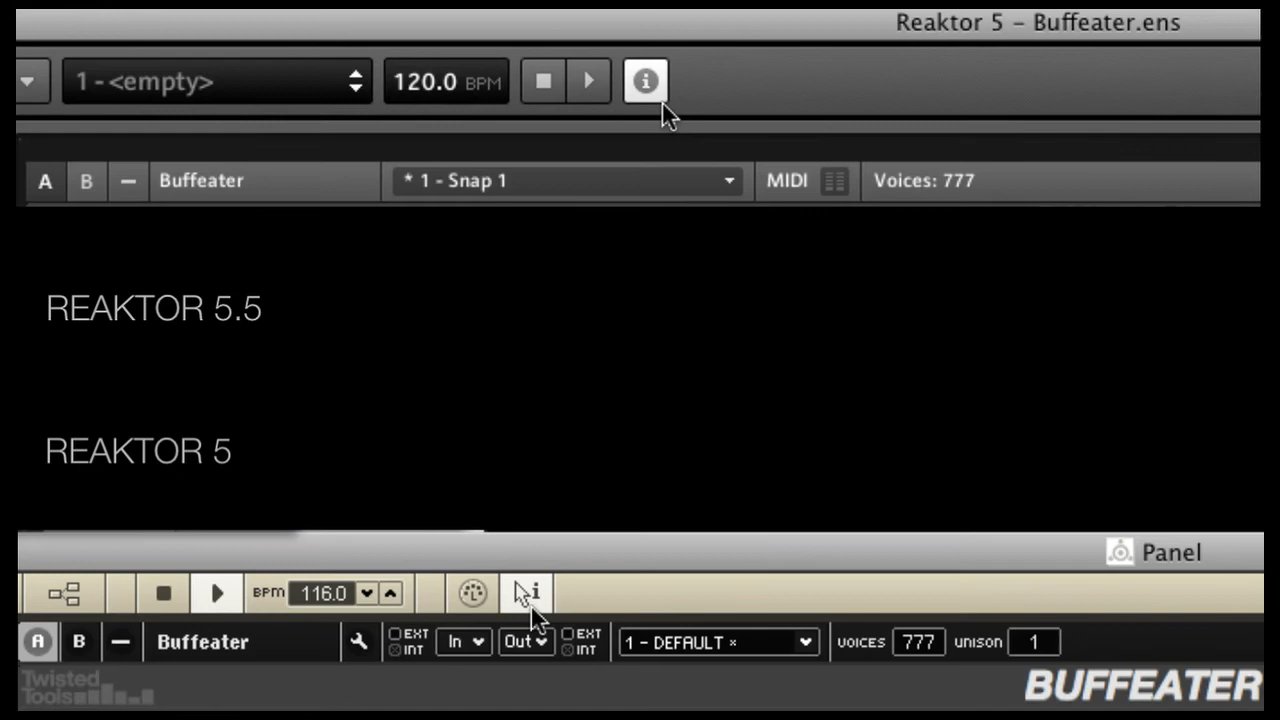 Reaktor 5 – Buffeater.ens
1 - <empty>
120.0 BPM
i
A B – Buffeater
* 1 - Snap 1
MIDI
Voices: 777
REAKTOR 5.5
REAKTOR 5
Panel
BPM 116.0
i
A B – Buffeater
EXT
INT
In
Out
EXT
INT
1 - DEFAULT ×
VOICES 777 UNISON 1
Twisted
Tools
BUFFEATER